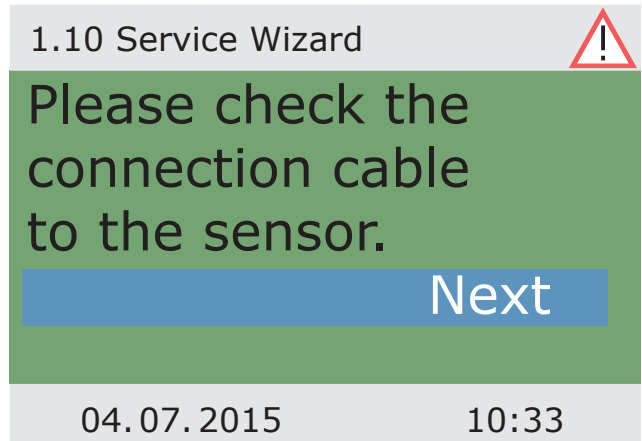 1.10 Service Wizard
Please check the
connection cable
to the sensor.
Next
04.07.2015 10:33